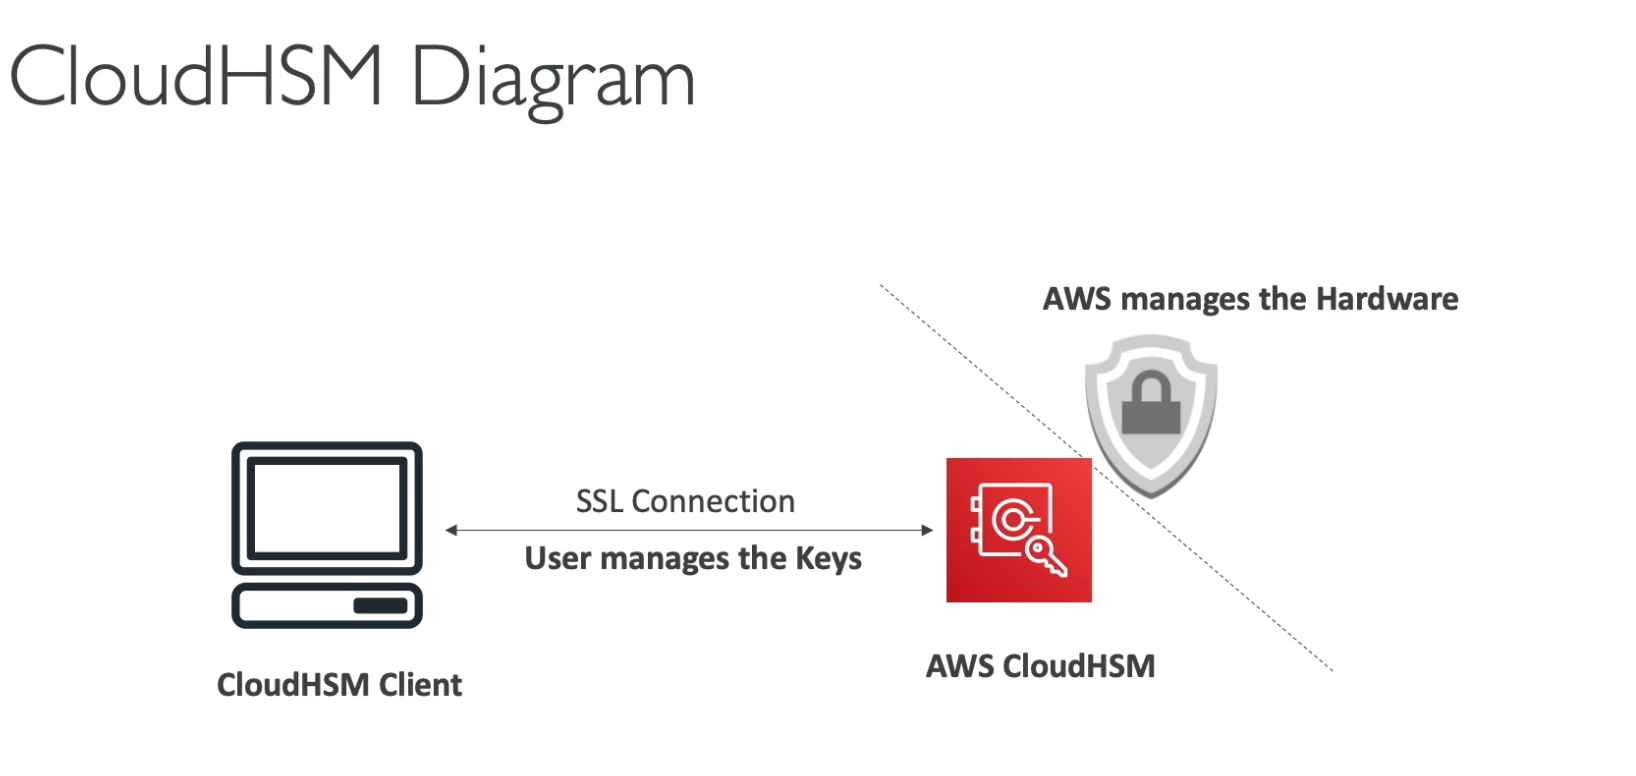 CloudHSM Diagram
AWS manages the Hardware
SSL Connection
User manages the Keys
AWS CloudHSM
CloudHSM Client